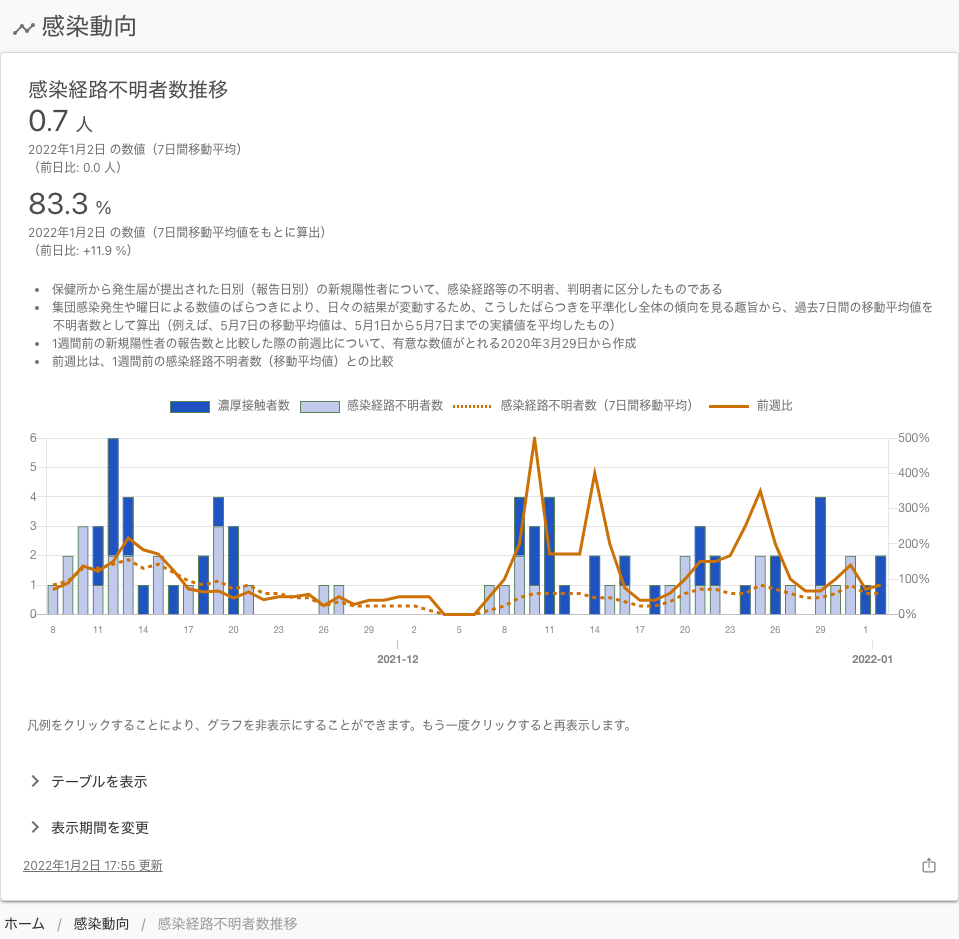 感染動向
感染経路不明者数推移
0.7 人
2022年1月2日 の数値（7日間移動平均）
（前日比: 0.0 人）
83.3 %
2022年1月2日 の数値（7日間移動平均値をもとに算出）
（前日比: +11.9 %）
• 保健所から発生届が提出された日別（報告日別）の新規陽性者について、感染経路等の不明者、判明者に区分したものである
• 集団感染発生や曜日による数値のばらつきにより、日々の結果が変動するため、こうしたばらつきを平準化し全体の傾向を見る趣旨から、過去7日間の移動平均値を
不明者数として算出（例えば、5月7日の移動平均値は、5月1日から5月7日までの実績値を平均したもの）
• 1週間前の新規陽性者の報告数と比較した際の前週比について、有意な数値がとれる2020年3月29日から作成
• 前週比は、1週間前の感染経路不明者数（移動平均値）との比較
濃厚接触者数 感染経路不明者数 感染経路不明者数（7日間移動平均） 前週比
6 500%
5 400%
4 300%
3 200%
2 100%
1 0%
0
8 11 14 17 20 23 26 29 2 5 8 11 14 17 20 23 26 29 1
2021-12 2022-01
凡例をクリックすることにより、グラフを非表示にすることができます。もう一度クリックすると再表示します。
テーブルを表示
表示期間を変更
2022年1月2日 17:55 更新
ホーム / 感染動向 / 感染経路不明者数推移